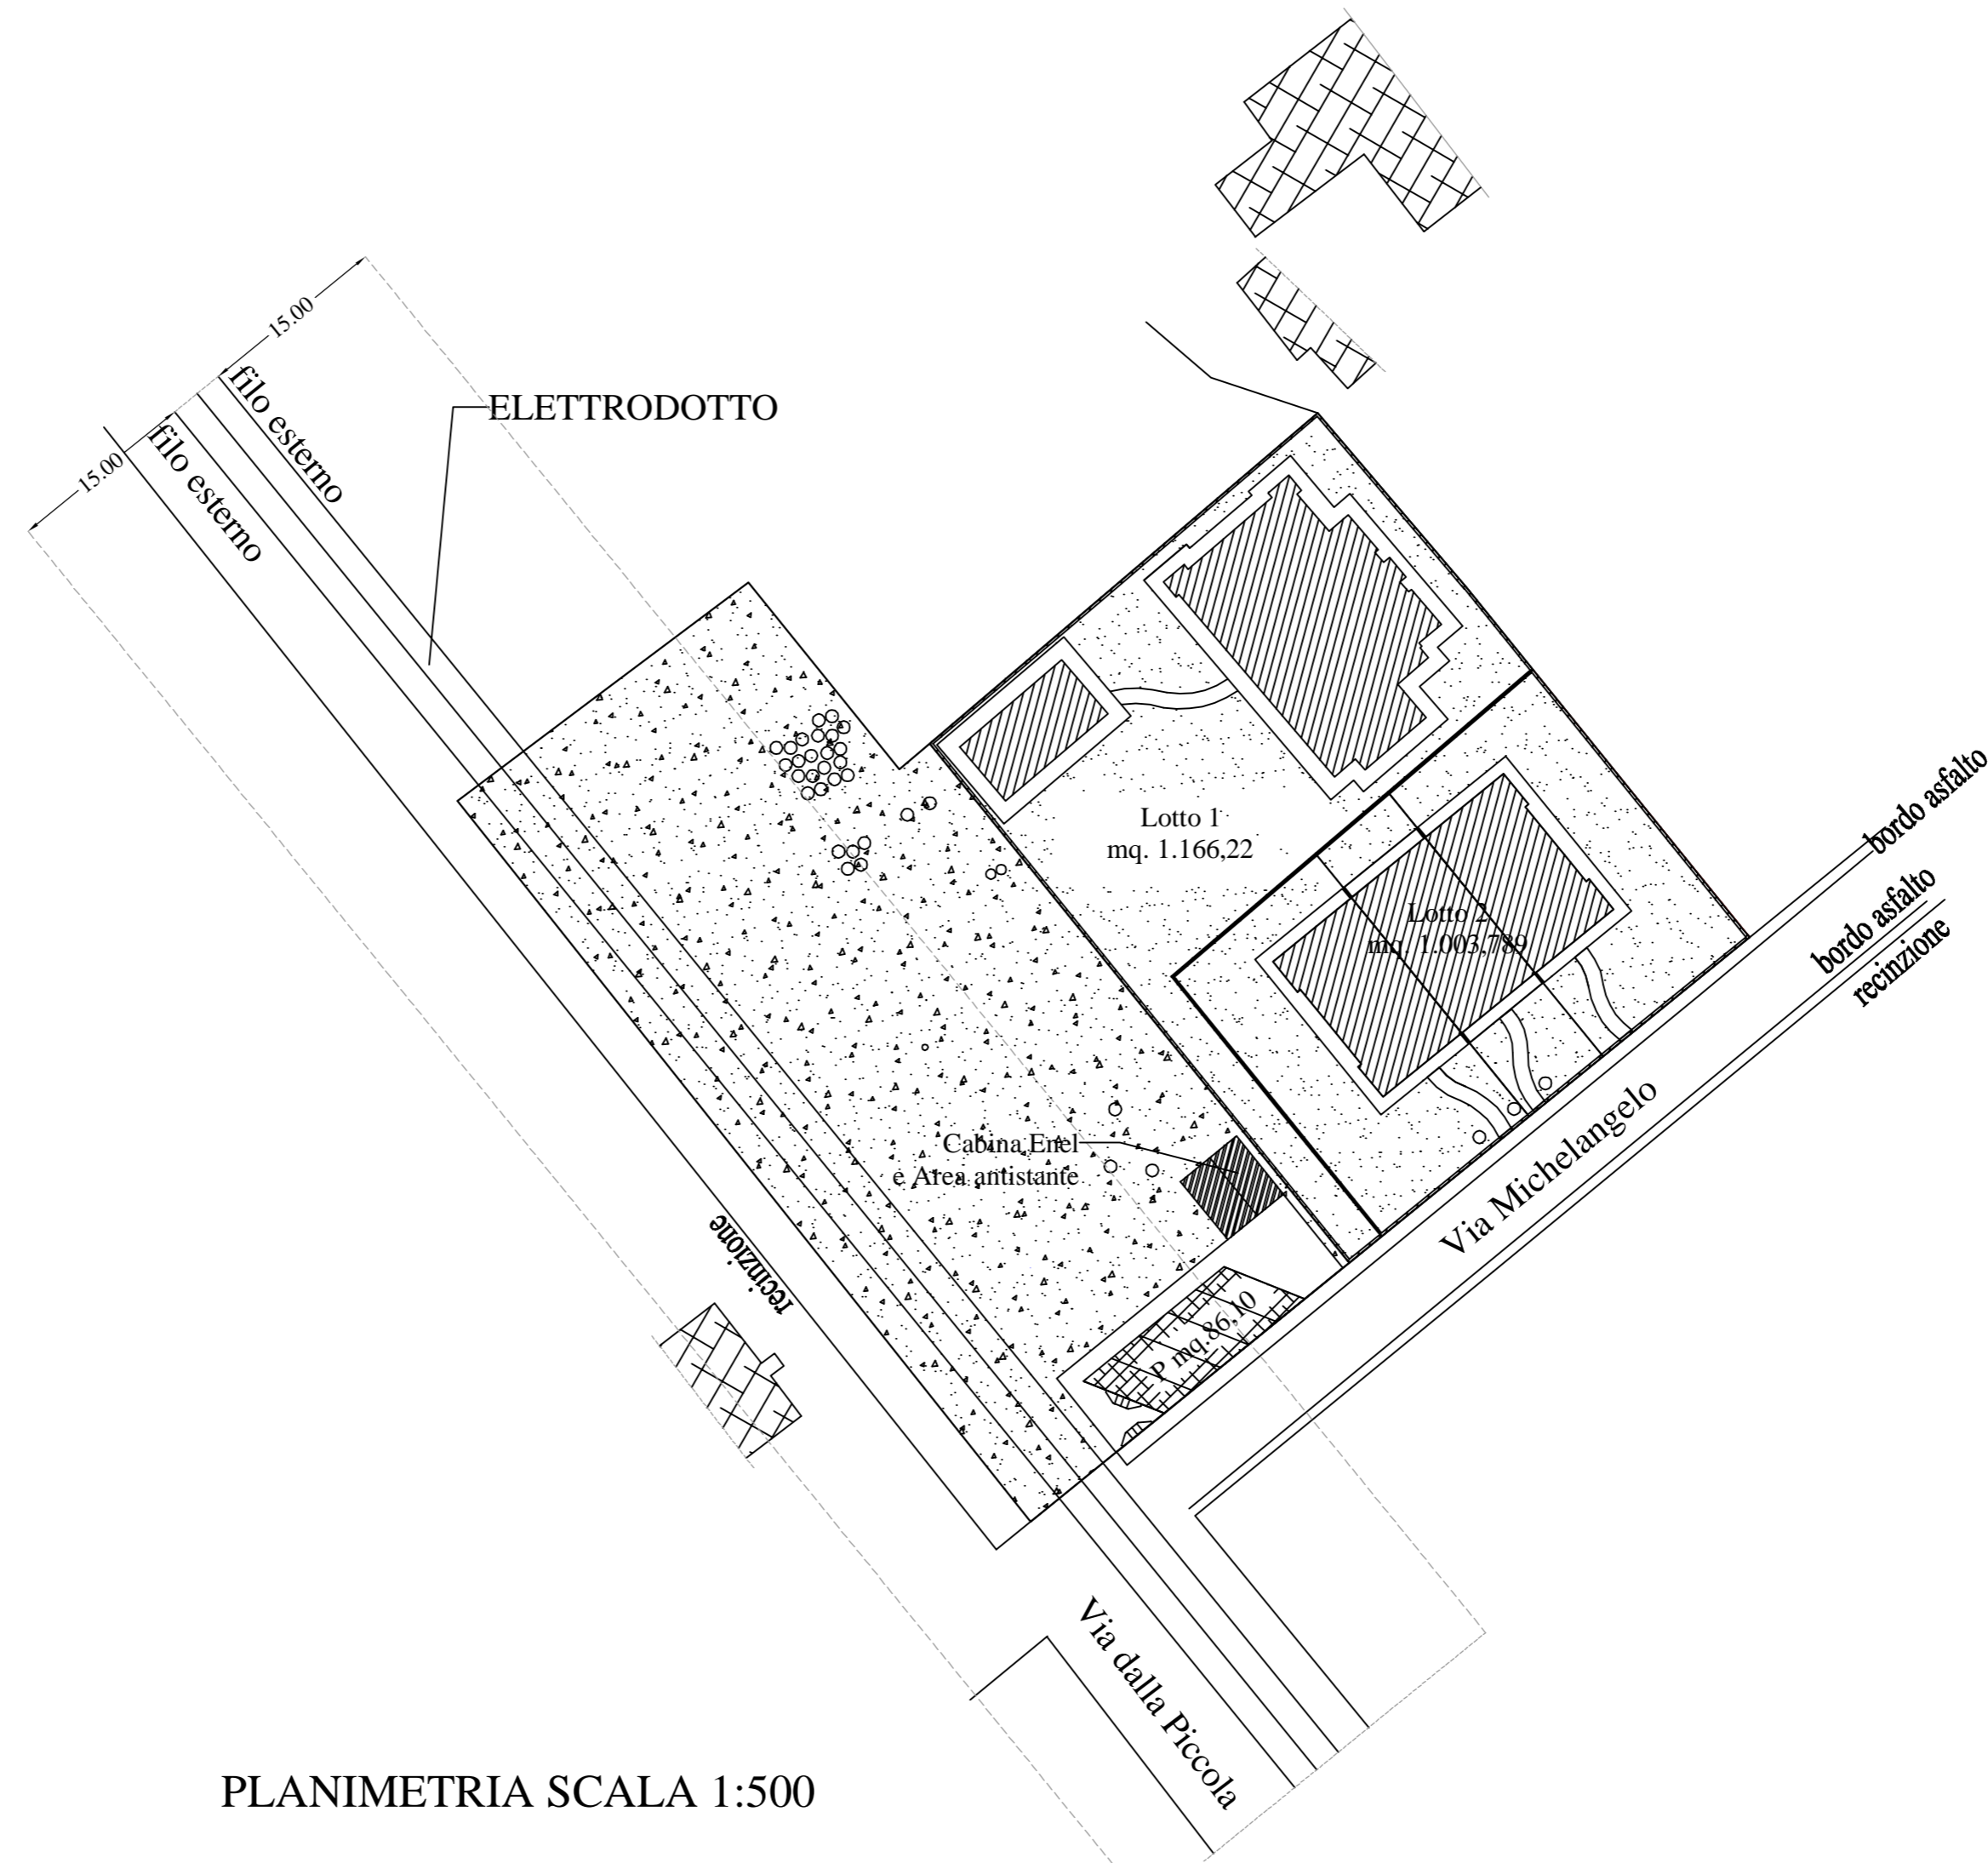 15.00
filo esterno
15.00
filo esterno
ELETTRODOTTO
Lotto 1
mq. 1.166,22
Lotto 2
mq. 1.003,789
bordo asfalto
bordo asfalto
recinzione
Via Michelangelo
Cabina Enel
e Area antistante
recinzione
P mq.86,10
Via dalla Piccola
PLANIMETRIA SCALA 1:500